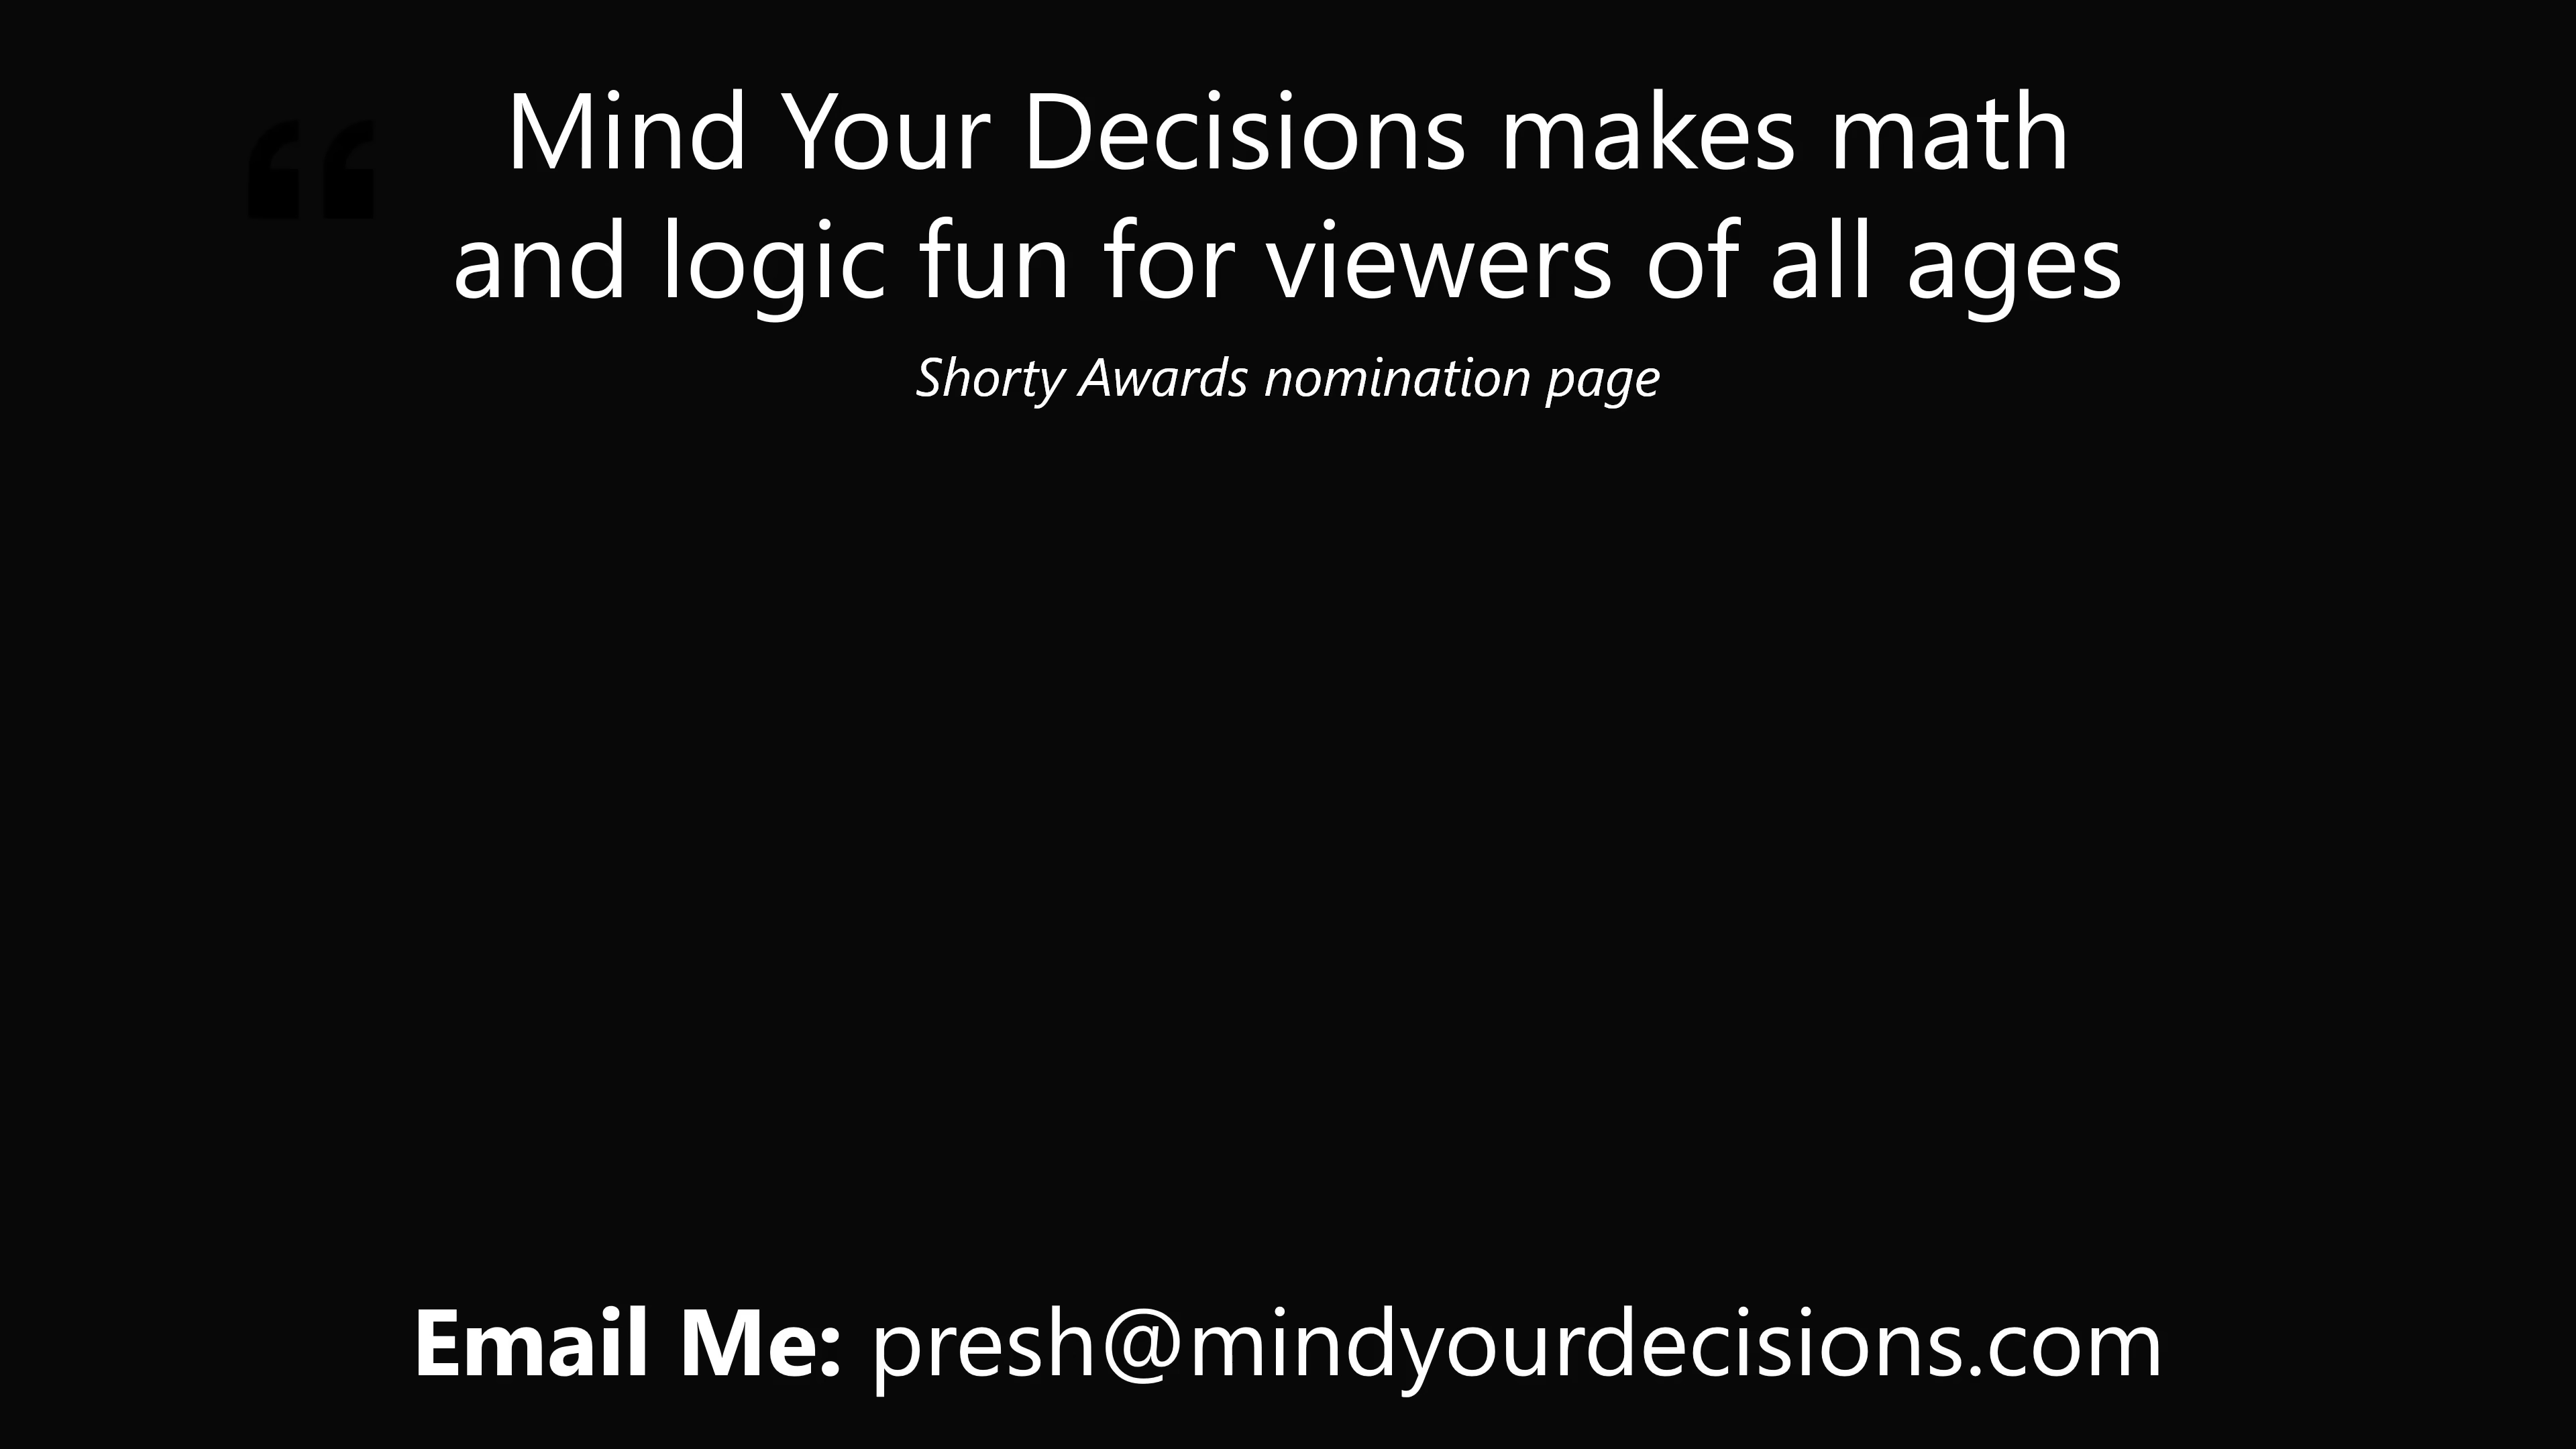 “
Mind Your Decisions makes math
and logic fun for viewers of all ages
Shorty Awards nomination page
Email Me: presh@mindyourdecisions.com